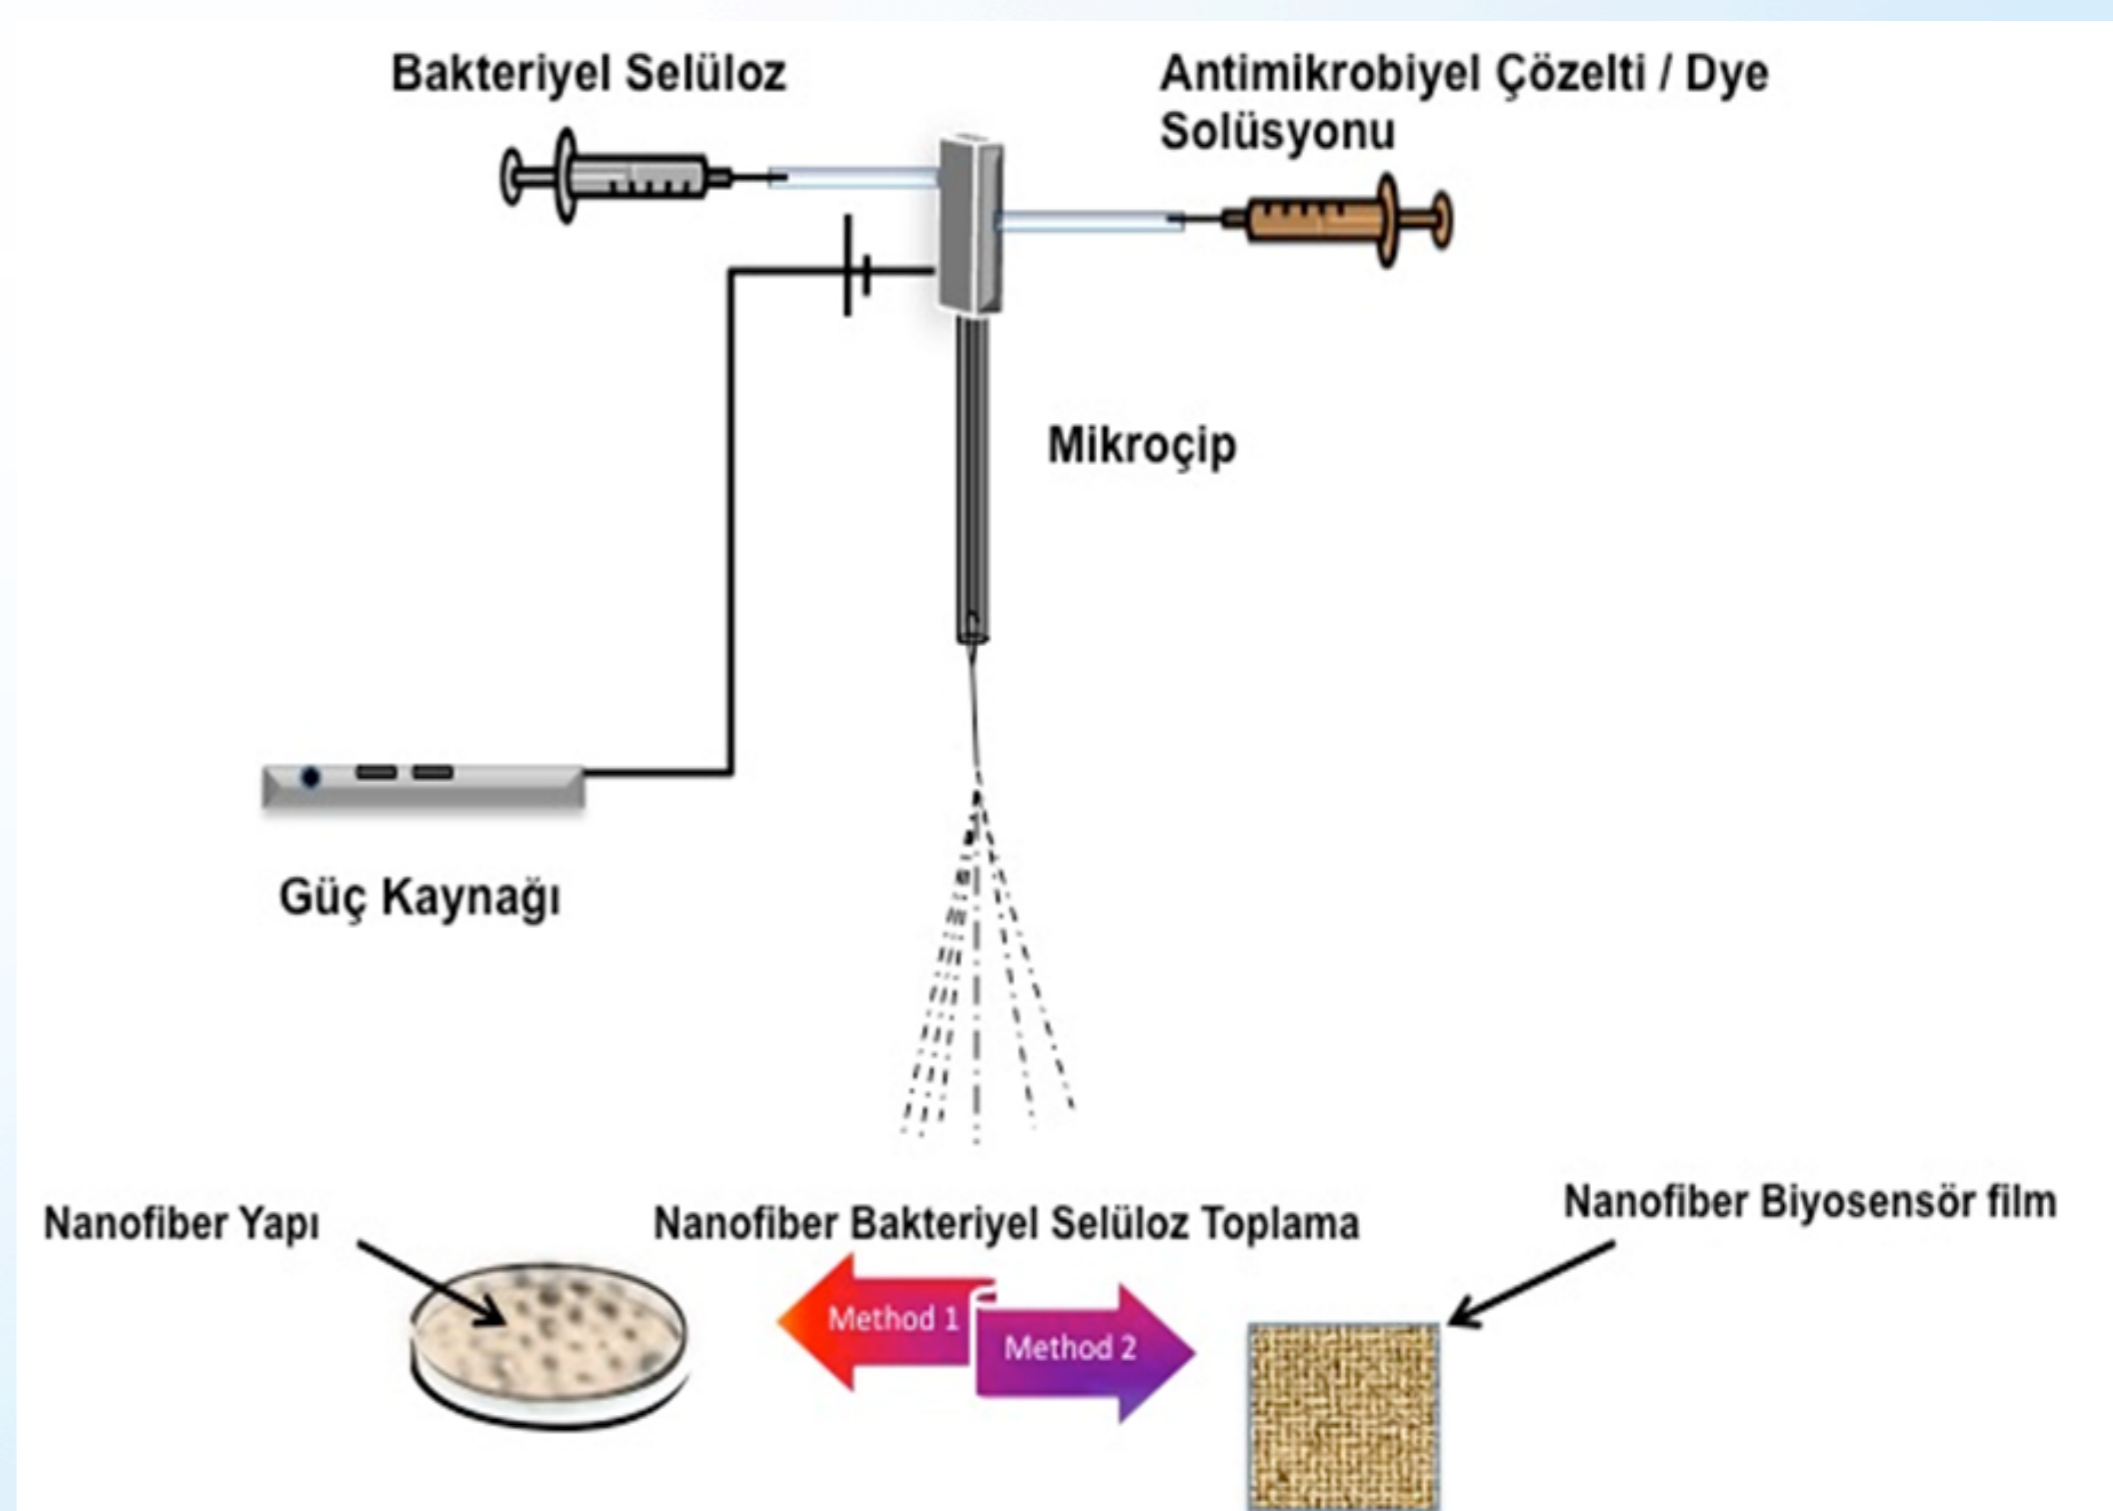 Bakteriyel Selüloz
Antimikrobiyel Çözelti / Dye
Solüsyonu
Mikroçip
Güç Kaynağı
Nanofiber Yapı
Nanofiber Bakteriyel Selüloz Toplama
Nanofiber Biyosensör film
Method 1
Method 2